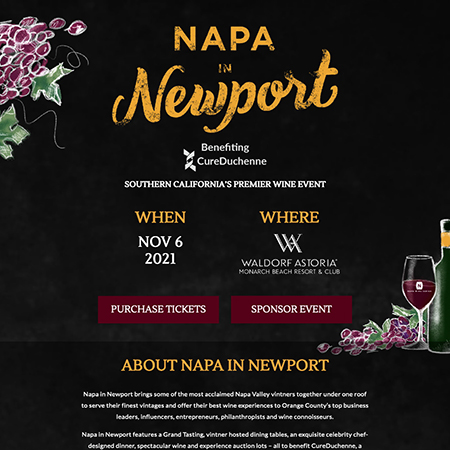 NAPA
IN
Newport
Benefiting
CureDuchenne
SOUTHERN CALIFORNIA'S PREMIER WINE EVENT
WHEN
NOV 6
2021
WHERE
WALDORF ASTORIA
MONARCH BEACH RESORT & CLUB
PURCHASE TICKETS
SPONSOR EVENT
ABOUT NAPA IN NEWPORT
Napa in Newport brings some of the most acclaimed Napa Valley vintners together under one roof
to serve their finest vintages and offer their best wine experiences to Orange County's top business
leaders, influencers, entrepreneurs, philanthropists and wine connoisseurs.
Napa in Newport features a Grand Tasting, vintner hosted dining tables, an exquisite celebrity chef-
designed dinner, spectacular wine and experience auction lots – all to benefit CureDuchenne, a